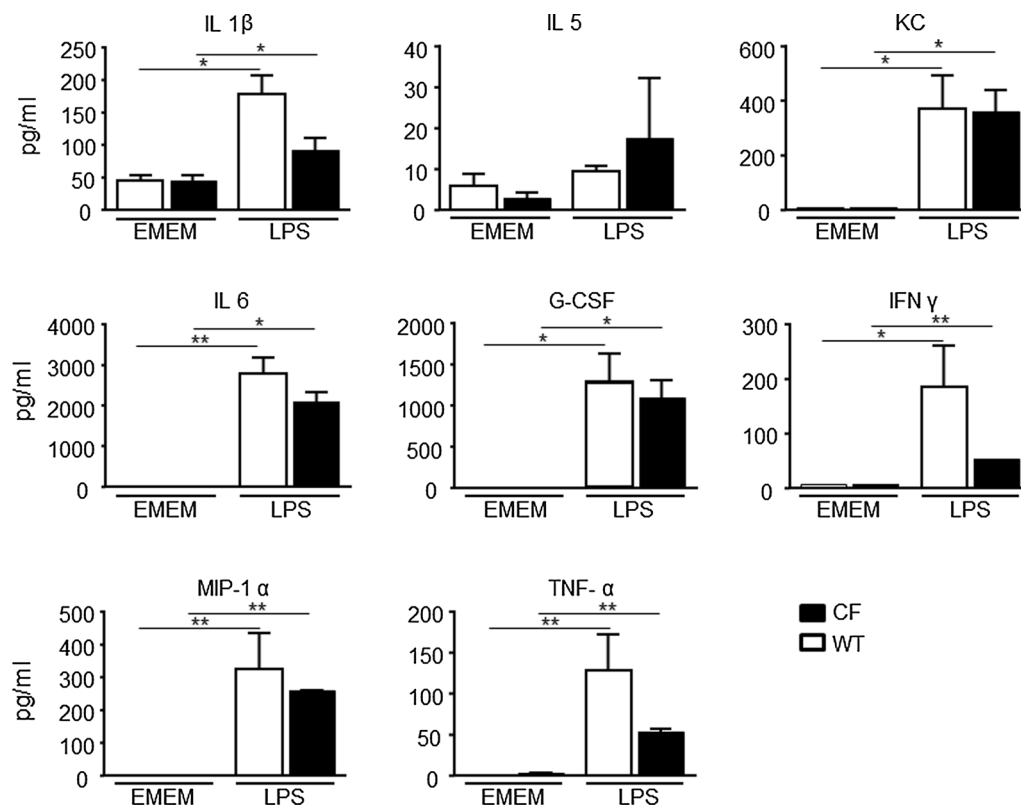 IL 1β
pg/ml
250
200
150
100
50
0
*
*
EMEM
LPS
IL 5
40
30
20
10
0
EMEM
LPS
KC
600
400
200
0
*
*
EMEM
LPS
IL 6
pg/ml
4000
3000
2000
1000
0
*
**
EMEM
LPS
G-CSF
2000
1500
1000
500
0
*
*
EMEM
LPS
IFN γ
300
200
100
0
**
*
EMEM
LPS
MIP-1 α
pg/ml
500
400
300
200
100
0
**
**
EMEM
LPS
TNF- α
200
150
100
50
0
**
**
EMEM
LPS
CF
WT